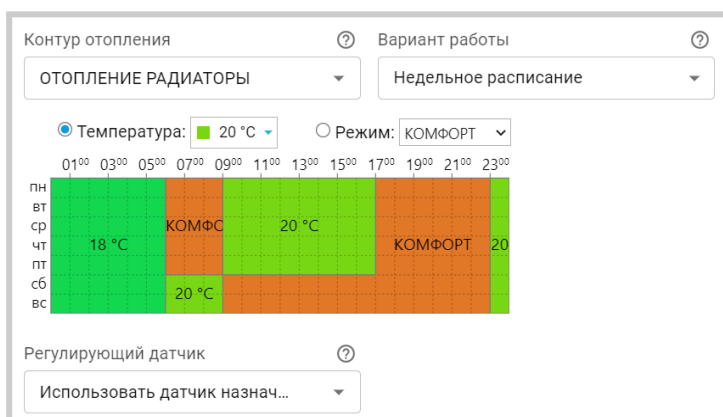 Контур отопления
Вариант работы
ОТОПЛЕНИЕ РАДИАТОРЫ
Недельное расписание
Температура: 20 °C
Режим: КОМФОРТ
01⁰⁰ 03⁰⁰ 05⁰⁰ 07⁰⁰ 09⁰⁰ 11⁰⁰ 13⁰⁰ 15⁰⁰ 17⁰⁰ 19⁰⁰ 21⁰⁰ 23⁰⁰
пн
вт
ср КОМФО 20 °C
чт 18 °C КОМФОРТ 20
пт
сб 20 °C
вс
Регулирующий датчик
Использовать датчик назнач...